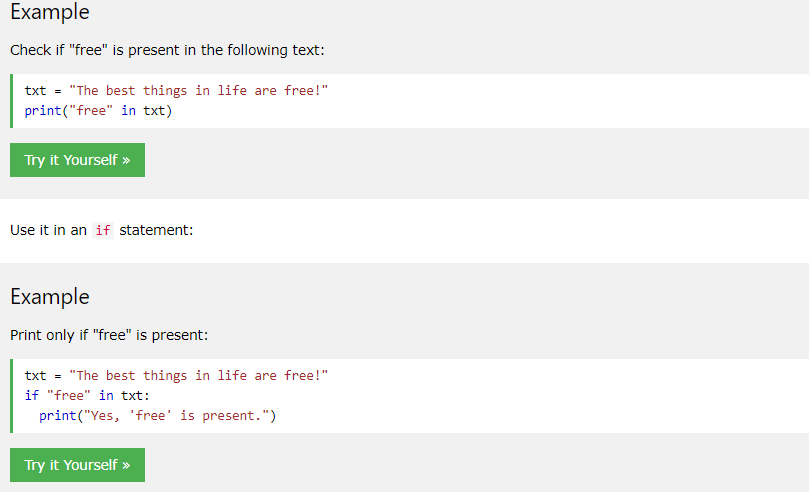 Example
Check if "free" is present in the following text:
txt = "The best things in life are free!"
print("free" in txt)
Try it Yourself »
Use it in an if statement:
Example
Print only if "free" is present:
txt = "The best things in life are free!"
if "free" in txt:
  print("Yes, 'free' is present.")
Try it Yourself »